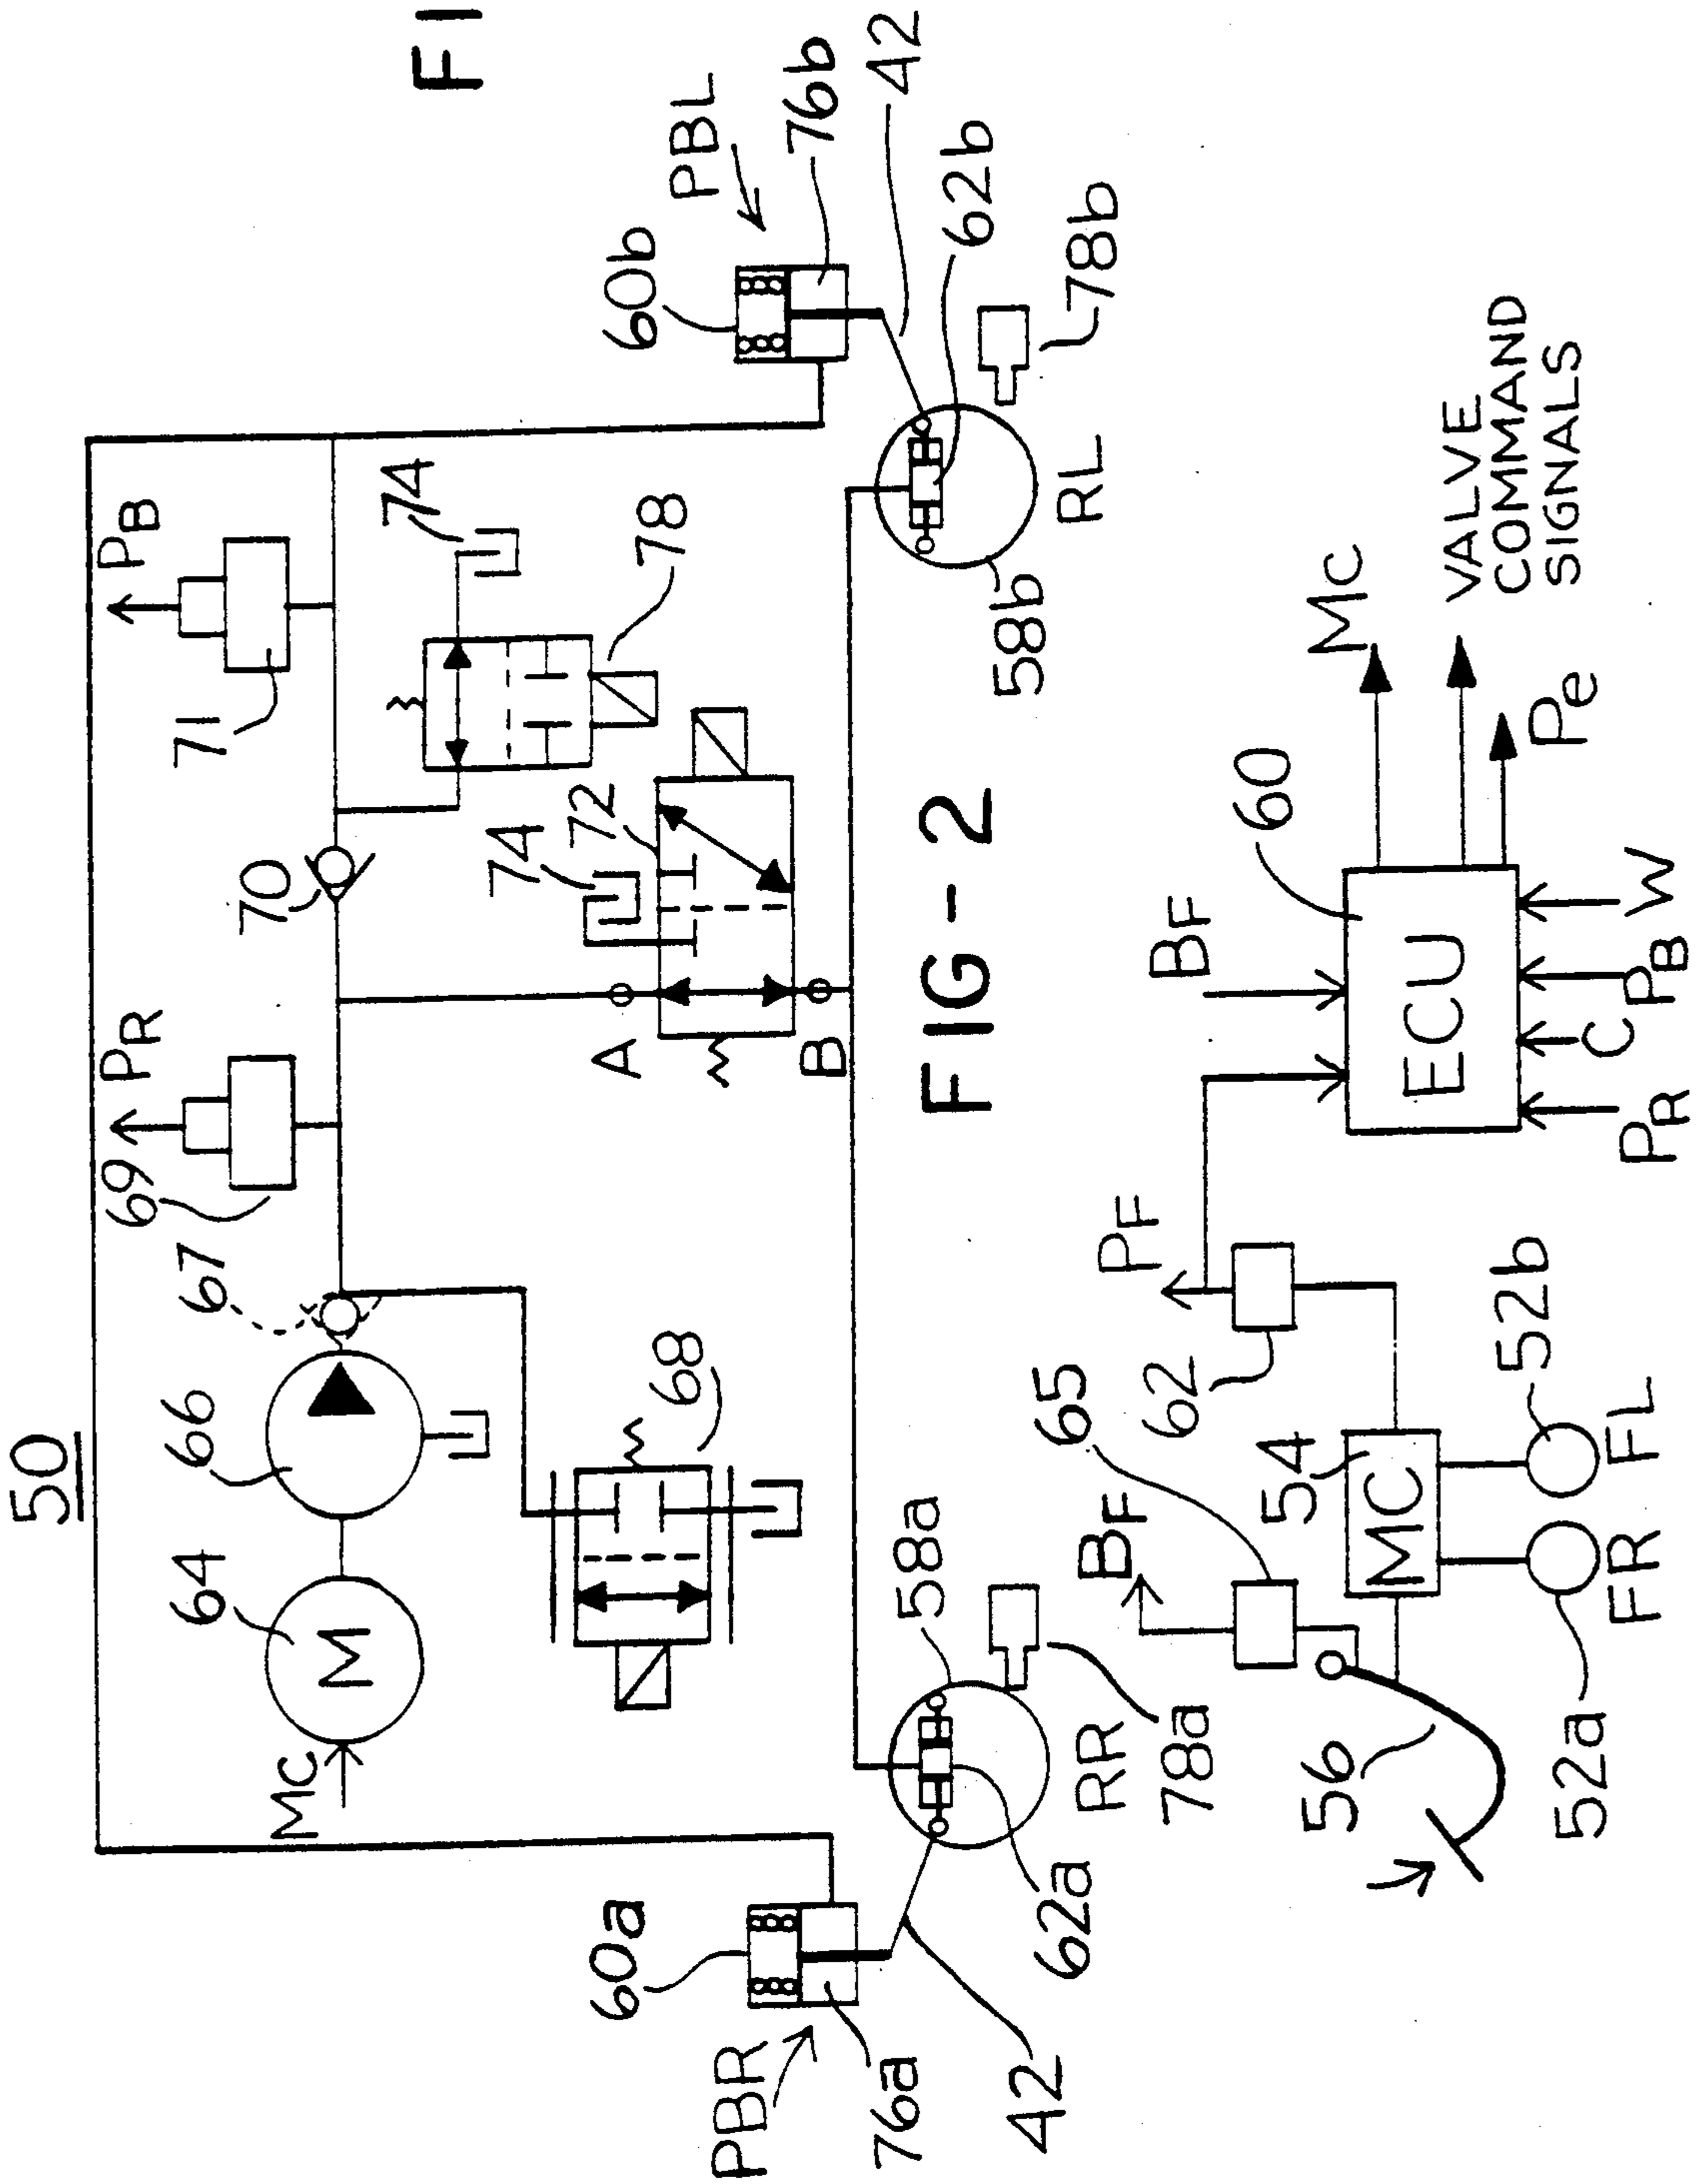 50
F I
PR
PB
69
71
67
66
64
M
MC
70
74
78
68
74
72
A
B
60a
PBR
76a
42
62a
58a
RR
78a
60b
PBL
76b
42
62b
78b
RL
58b
FIG-2
BF
65
PF
62
54
MC
56
52a
FR
52b
FL
BF
60
ECU
PR
C
PB
W
Mc
VALVE
COMMAND
SIGNALS
Pe